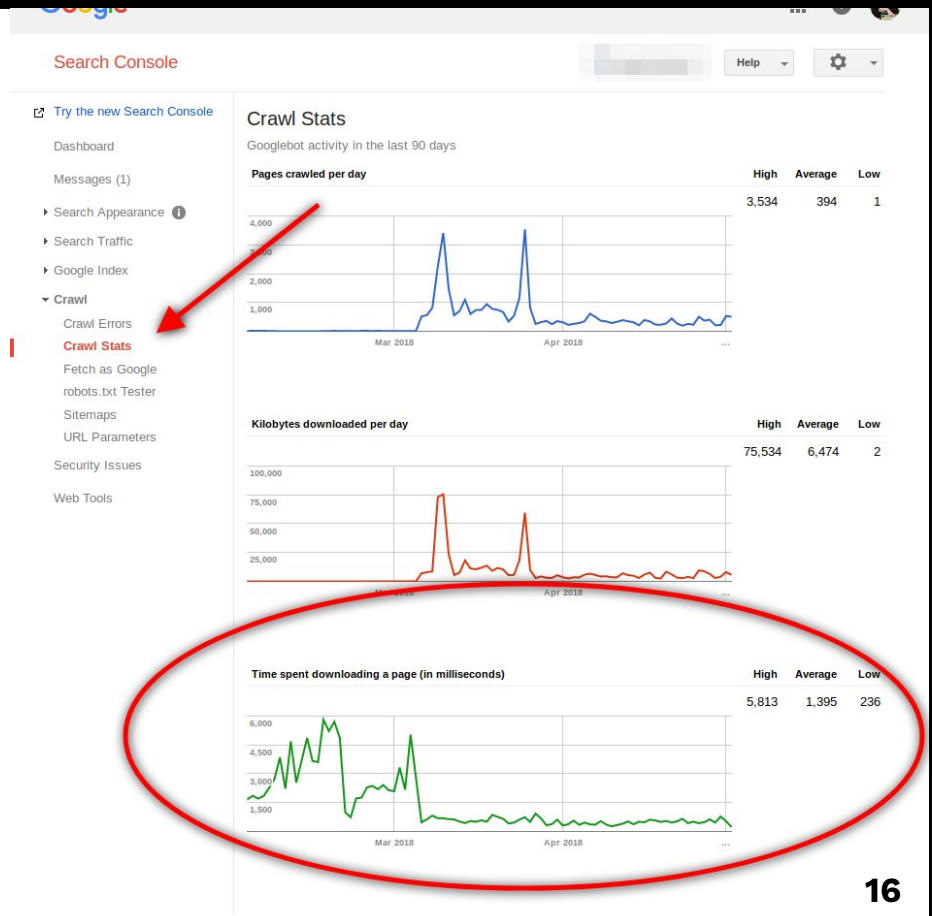 Google
Search Console
Help
Try the new Search Console
Dashboard
Messages (1)
Search Appearance
Search Traffic
Google Index
Crawl
Crawl Errors
Crawl Stats
Fetch as Google
robots.txt Tester
Sitemaps
URL Parameters
Security Issues
Web Tools
Crawl Stats
Googlebot activity in the last 90 days
Pages crawled per day High Average Low
3,534 394 1
4,000
3,000
2,000
1,000
Mar 2018 Apr 2018 ...
Kilobytes downloaded per day High Average Low
75,534 6,474 2
100,000
75,000
50,000
25,000
Mar 2018 Apr 2018 ...
Time spent downloading a page (in milliseconds) High Average Low
5,813 1,395 236
6,000
4,500
3,000
1,500
Mar 2018 Apr 2018 ...
16